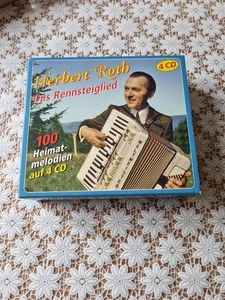 Herbert Roth
4 CD
Das Rennsteiglied
100
Heimat-
melodien
auf 4 CD